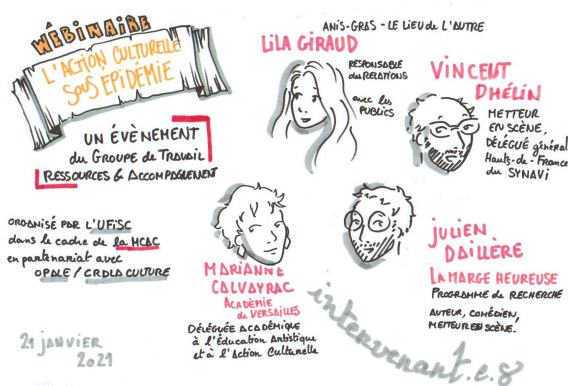 WÉBINAIRE
L'ACTION CULTURELLE
SOUS ÉPIDÉMIE
UN ÉVÈNEMENT
du GROUPE de TRAVAIL
RESSOURCES & ACCOMPAGNEMENT
ORGANISÉ PAR L'UFISC
dans le cadre de la MCAC
en partenariat avec
OPALE / CRDLA CULTURE
21 JANVIER
2021
ANIS-GRAS - LE LIEU DE L'AUTRE
LILA GIRAUD
RESPONSABLE
des RELATIONS
avec les
PUBLICS
VINCENT
DHÉLIN
METTEUR
EN SCÈNE,
DÉLÉGUÉ général
Hauts-de-France
du SYNAVI
MARIANNE
CALVAYRAC
ACADÉMIE
de VERSAILLES
DÉLÉGUÉE ACADÉMIQUE
à l'Éducation Artistique
et à l'Action Culturelle
JULIEN
DAILLÈRE
LA MARGE HEUREUSE
PROGRAMME de RECHERCHE
AUTEUR, COMÉDIEN,
METTEUR EN SCÈNE.
intervenant.e.s